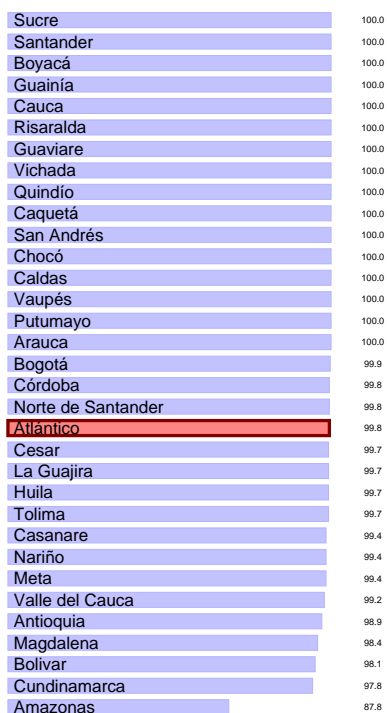 Sucre 100.0
Santander 100.0
Boyacá 100.0
Guainía 100.0
Cauca 100.0
Risaralda 100.0
Guaviare 100.0
Vichada 100.0
Quindío 100.0
Caquetá 100.0
San Andrés 100.0
Chocó 100.0
Caldas 100.0
Vaupés 100.0
Putumayo 100.0
Arauca 100.0
Bogotá 99.9
Córdoba 99.8
Norte de Santander 99.8
Atlántico 99.8
Cesar 99.7
La Guajira 99.7
Huila 99.7
Tolima 99.7
Casanare 99.4
Nariño 99.4
Meta 99.4
Valle del Cauca 99.2
Antioquia 98.9
Magdalena 98.4
Bolivar 98.1
Cundinamarca 97.8
Amazonas 87.8